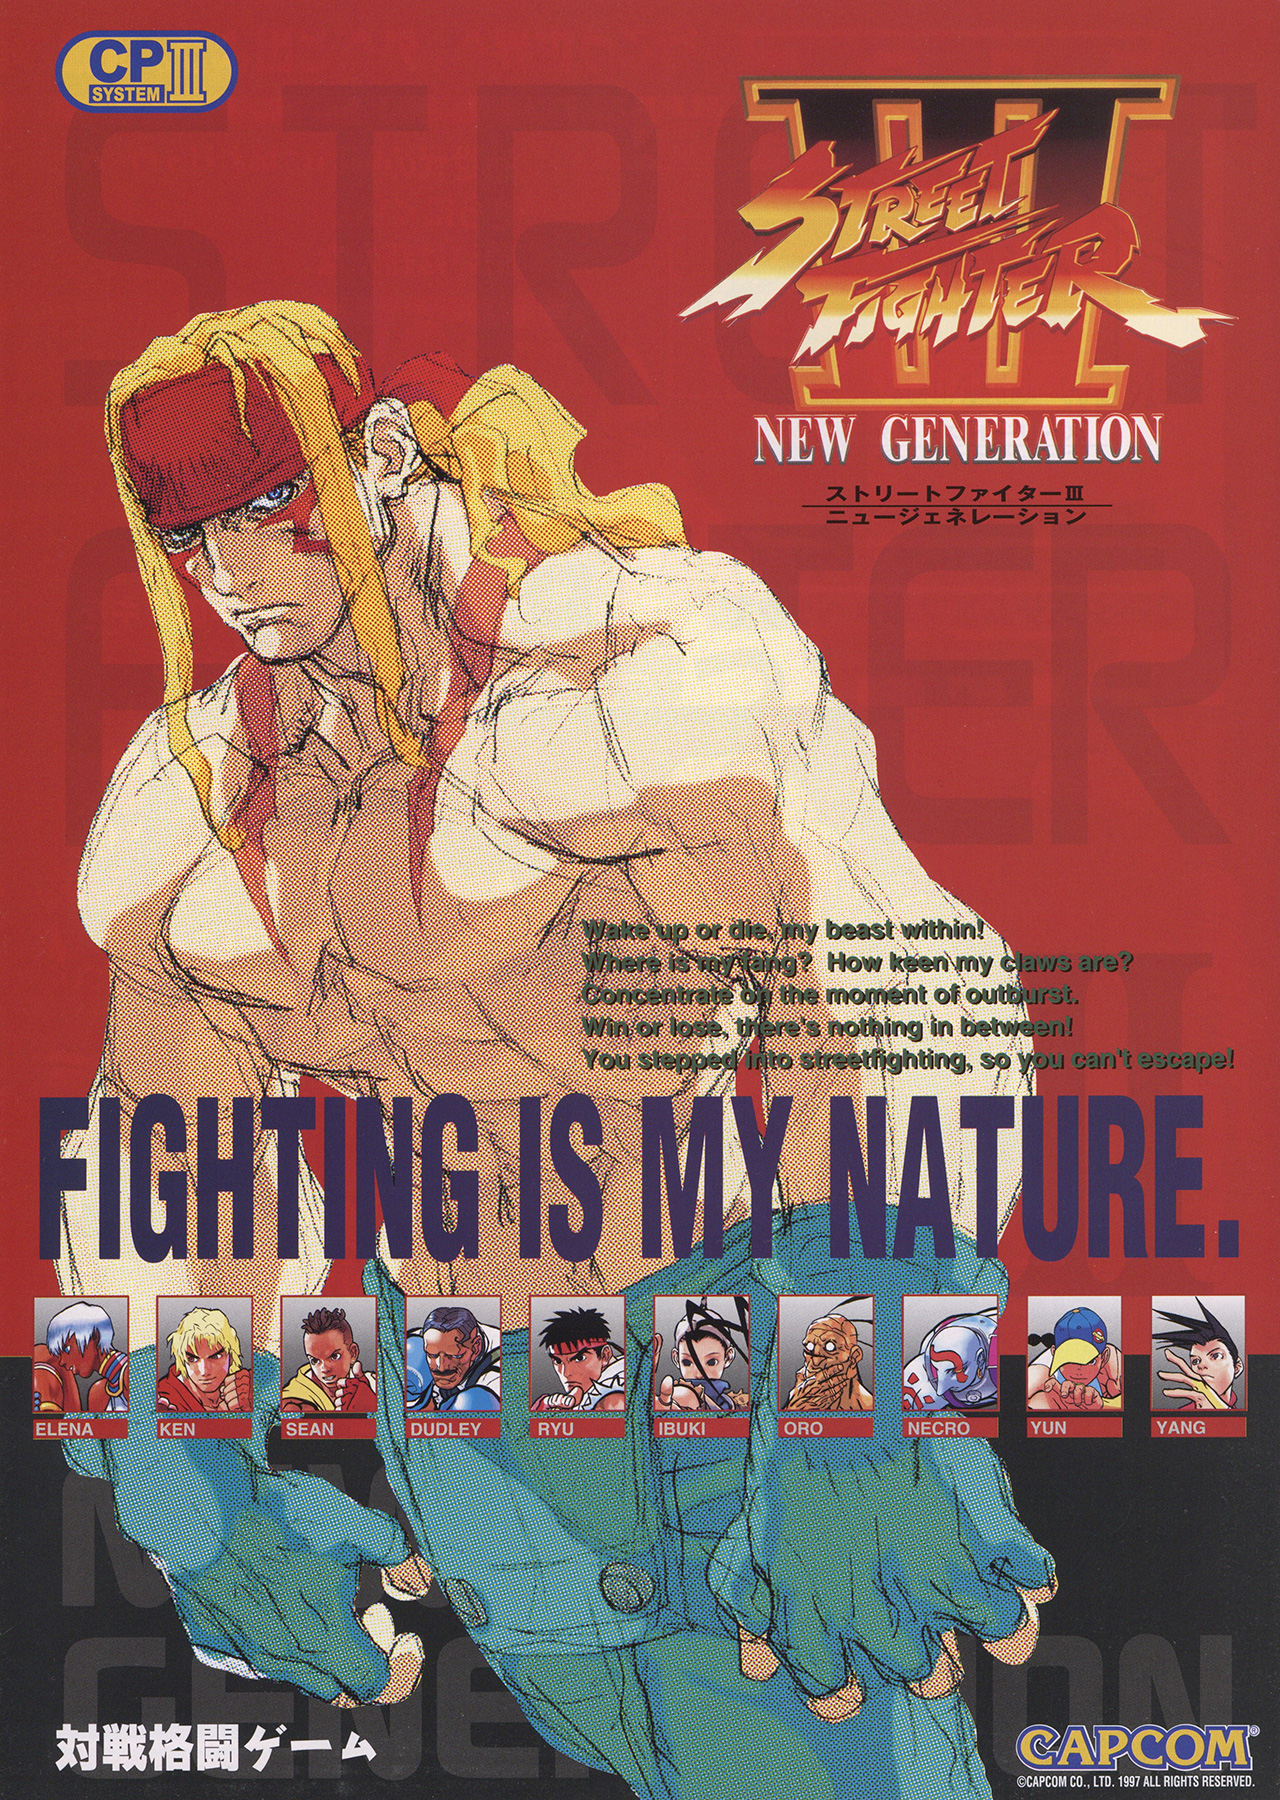 CP
SYSTEM III
III
STREET
FIGHTER
NEW GENERATION
ストリートファイターIII
ニュージェネレーション
STREET
FIGHTER
III
Wake up or die, my beast within!
Where is my fang? How keen my claws are?
Concentrate on the moment of outburst.
Win or lose, there's nothing in between!
You stepped into streetfighting, so you can't escape!
FIGHTING IS MY NATURE.
ELENA KEN SEAN DUDLEY RYU IBUKI ORO NECRO YUN YANG
NEW
GENERATION
対戦格闘ゲーム
CAPCOM®
©CAPCOM CO., LTD. 1997 ALL RIGHTS RESERVED.